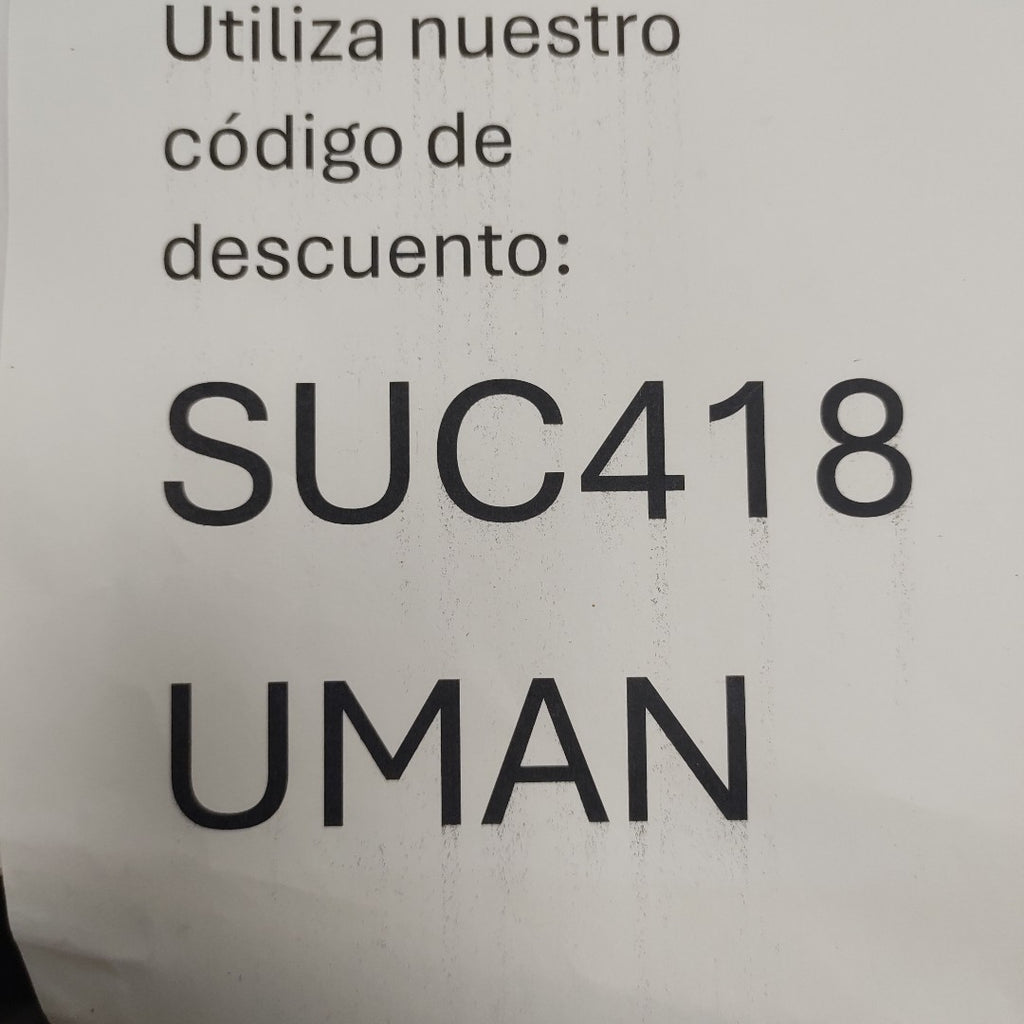 Utiliza nuestro
código de
descuento:
SUC418
UMAN